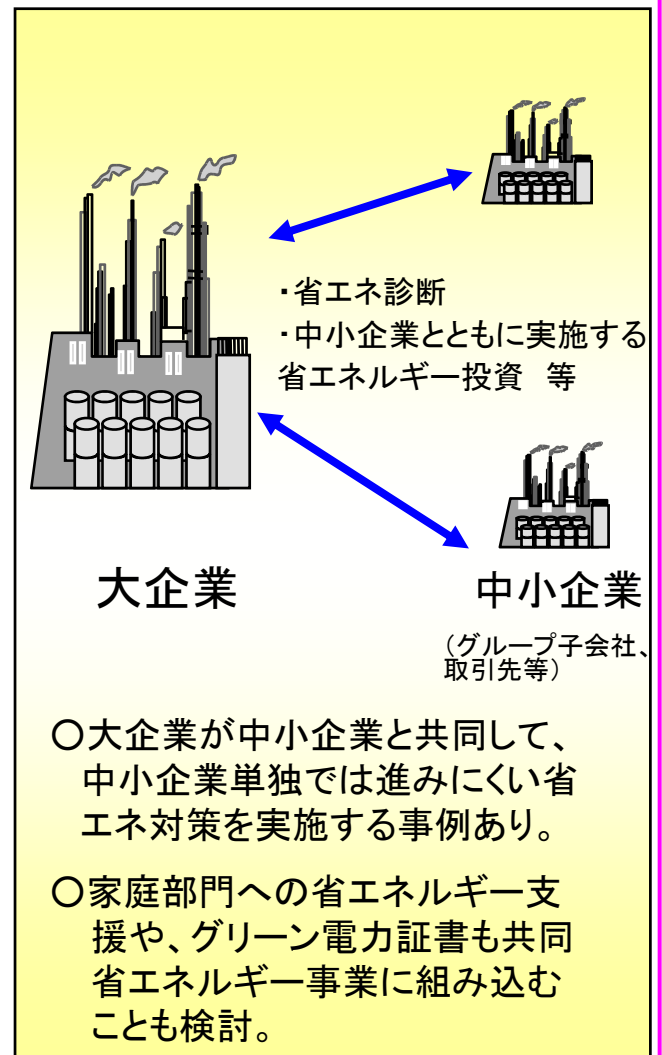 ・省エネ診断
・中小企業とともに実施する
省エネルギー投資　等
大企業
中小企業
（グループ子会社、
取引先等）
〇大企業が中小企業と共同して、
中小企業単独では進みにくい省
エネ対策を実施する事例あり。
〇家庭部門への省エネルギー支
援や、グリーン電力証書も共同
省エネルギー事業に組み込む
ことも検討。